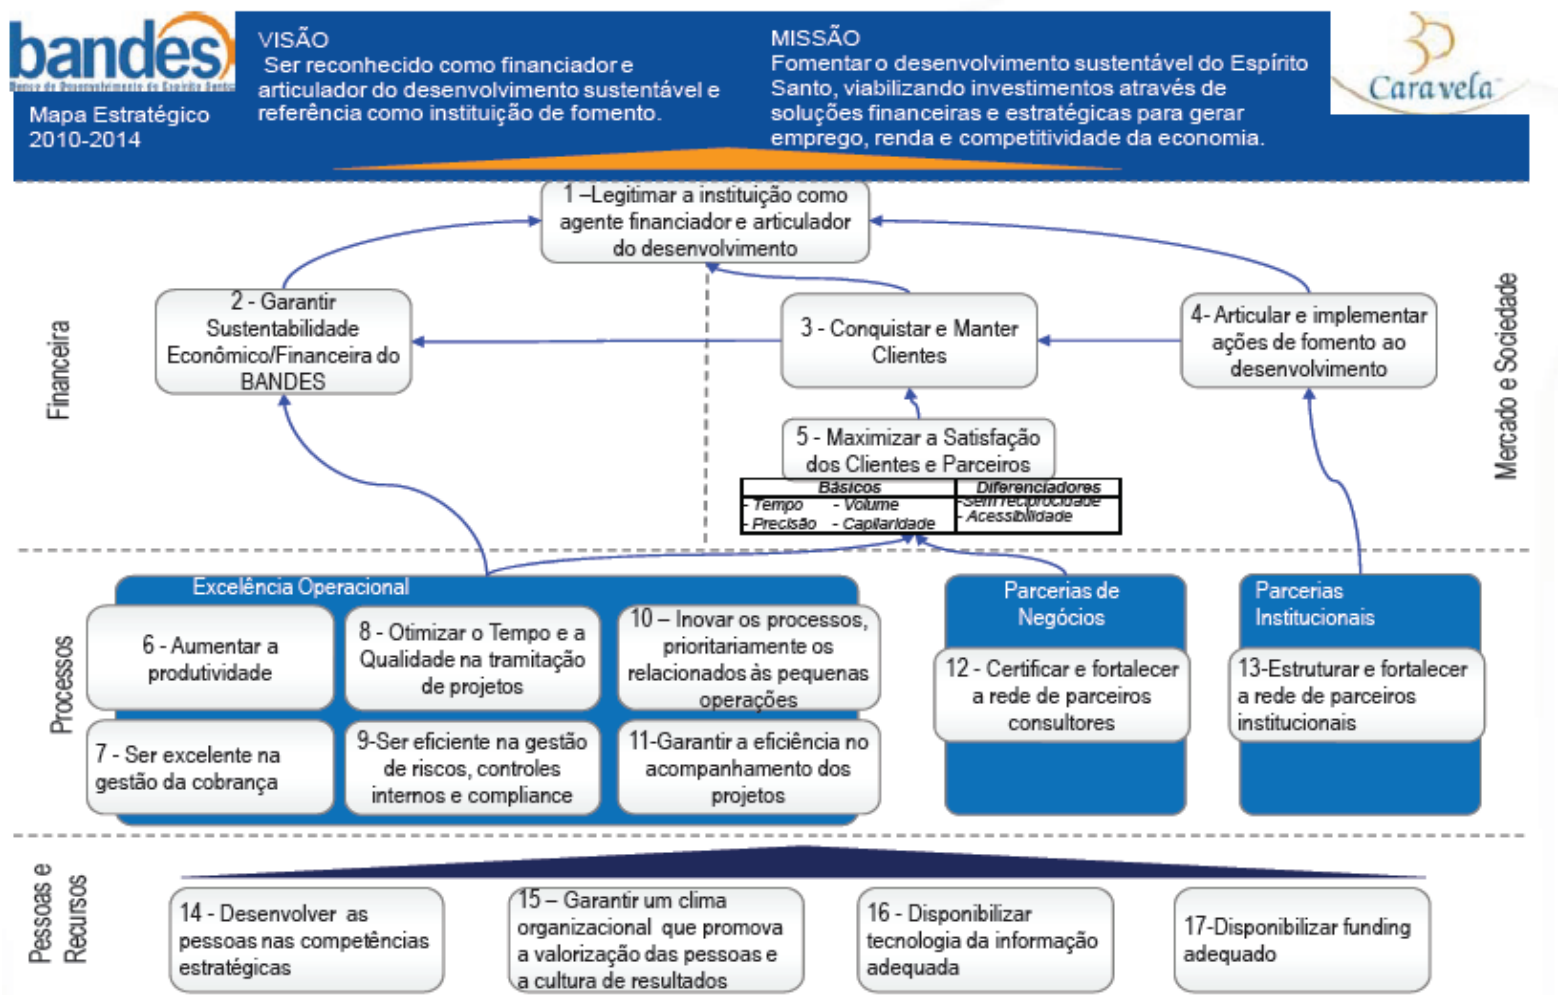 bandes
Banco de Desenvolvimento do Espírito Santo
Mapa Estratégico
2010-2014
VISÃO
Ser reconhecido como financiador e
articulador do desenvolvimento sustentável e
referência como instituição de fomento.
MISSÃO
Fomentar o desenvolvimento sustentável do Espírito
Santo, viabilizando investimentos através de
soluções financeiras e estratégicas para gerar
emprego, renda e competitividade da economia.
Caravela
1 –Legitimar a instituição como
agente financiador e articulador
do desenvolvimento
Financeira
2 - Garantir
Sustentabilidade
Econômico/Financeira do
BANDES
3 - Conquistar e Manter
Clientes
4- Articular e implementar
ações de fomento ao
desenvolvimento
Mercado e Sociedade
5 - Maximizar a Satisfação
dos Clientes e Parceiros
Básicos Diferenciadores
- Tempo - Volume -Sem reciprocidade
- Precisão - Capilaridade - Acessibilidade
Processos
Excelência Operacional
6 - Aumentar a
produtividade
8 - Otimizar o Tempo e a
Qualidade na tramitação
de projetos
10 – Inovar os processos,
prioritariamente os
relacionados às pequenas
operações
7 - Ser excelente na
gestão da cobrança
9-Ser eficiente na gestão
de riscos, controles
internos e compliance
11-Garantir a eficiência no
acompanhamento dos
projetos
Parcerias de
Negócios
12 - Certificar e fortalecer
a rede de parceiros
consultores
Parcerias
Institucionais
13-Estruturar e fortalecer
a rede de parceiros
institucionais
Pessoas e
Recursos
14 - Desenvolver as
pessoas nas competências
estratégicas
15 – Garantir um clima
organizacional que promova
a valorização das pessoas e
a cultura de resultados
16 - Disponibilizar
tecnologia da informação
adequada
17-Disponibilizar funding
adequado